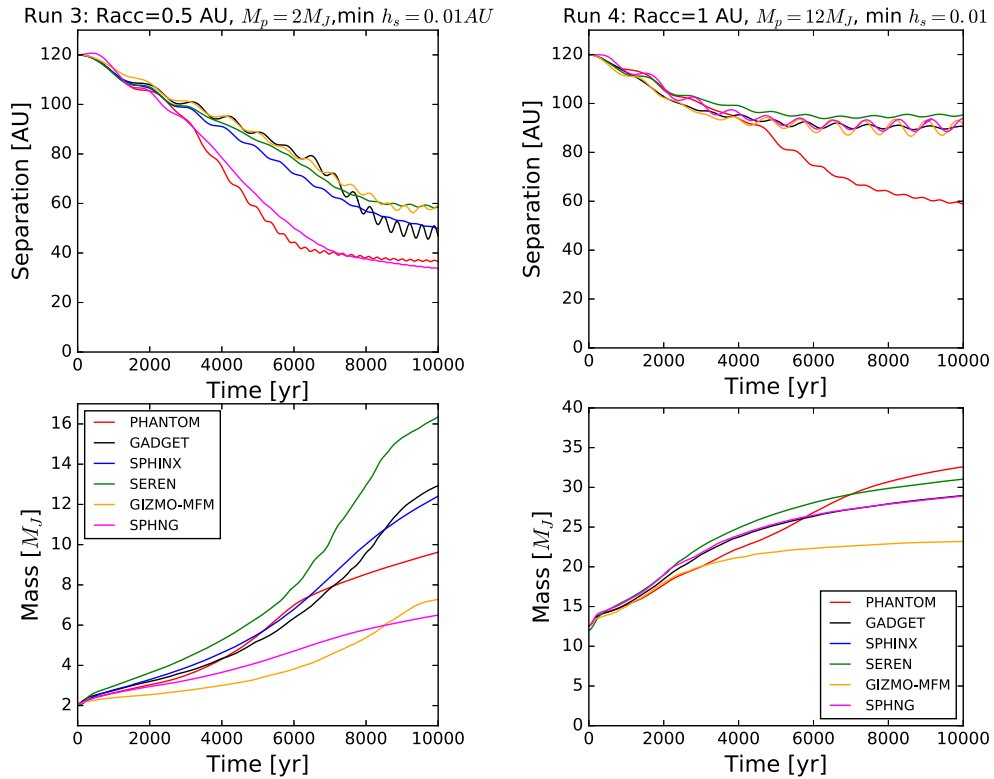 Run 3: Racc=0.5 AU, M_p = 2M_J,min h_s = 0.01AU
Run 4: Racc=1 AU, M_p = 12M_J, min h_s = 0.01
120
100
80
60
40
20
0
Separation [AU]
0 2000 4000 6000 8000 10000
Time [yr]
120
100
80
60
40
20
0
Separation [AU]
0 2000 4000 6000 8000 10000
Time [yr]
16
14
12
10
8
6
4
2
Mass [M_J]
PHANTOM
GADGET
SPHINX
SEREN
GIZMO-MFM
SPHNG
0 2000 4000 6000 8000 10000
Time [yr]
40
35
30
25
20
15
10
5
0
Mass [M_J]
PHANTOM
GADGET
SPHINX
SEREN
GIZMO-MFM
SPHNG
0 2000 4000 6000 8000 10000
Time [yr]